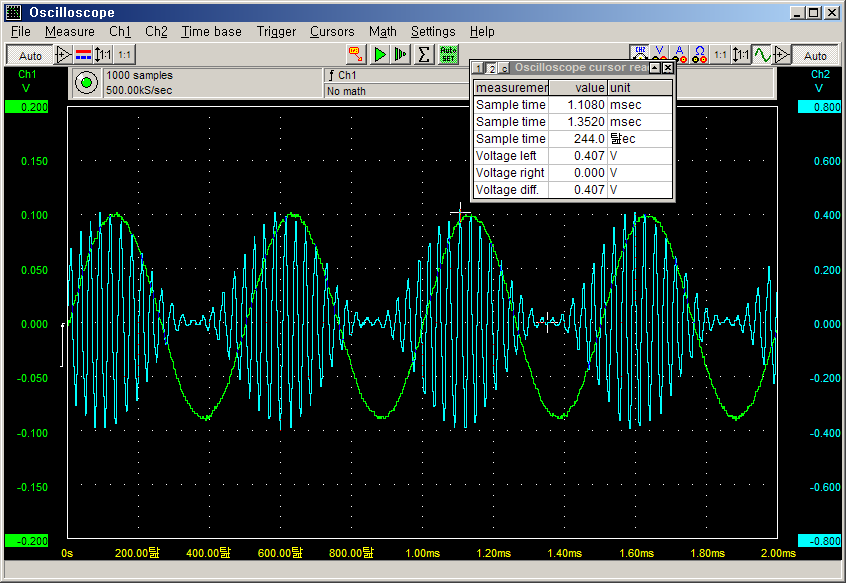 Oscilloscope
File Measure Ch1 Ch2 Time base Trigger Cursors Math Settings Help
Auto 1:1 1:1 Auto SET CHZ V A Ω 1:1 1:1 Auto
Ch1
V
1000 samples
500.00kS/sec
ƒ Ch1
No math
Ch2
V
1 2 c Oscilloscope cursor rea
measuremer value unit
Sample time 1.1080 msec
Sample time 1.3520 msec
Sample time 244.0 탎ec
Voltage left 0.407 V
Voltage right 0.000 V
Voltage diff. 0.407 V
0.200 0.800
0.150 0.600
0.100 0.400
0.050 0.200
0.000 0.000
-0.050 -0.200
-0.100 -0.400
-0.150 -0.600
-0.200 -0.800
0s 200.00탎 400.00탎 600.00탎 800.00탎 1.00ms 1.20ms 1.40ms 1.60ms 1.80ms 2.00ms